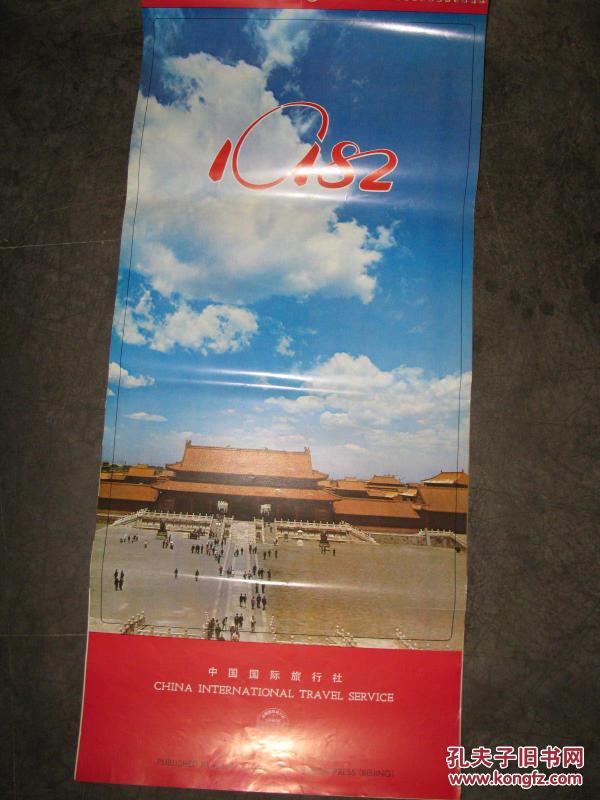 1982
中国国际旅行社
CHINA INTERNATIONAL TRAVEL SERVICE
PUBLISHED BY PRESS (BEIJING)
孔夫子旧书网
www.kongfz.com